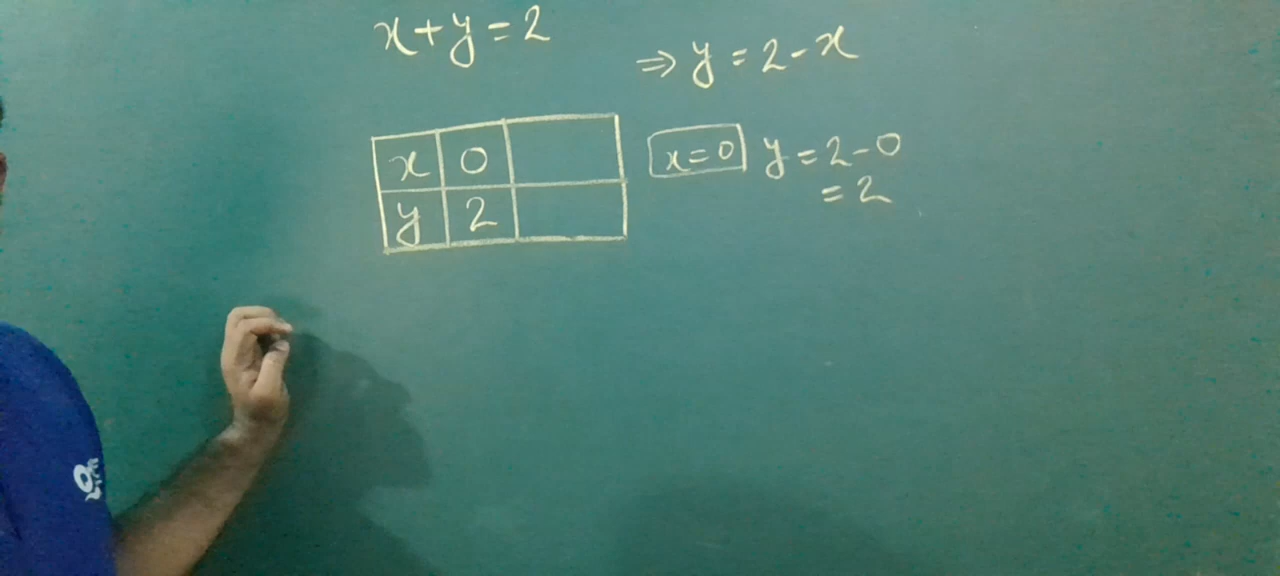 x+y=2
⇒ y=2-x
x 0
y 2
x=0 y=2-0
=2